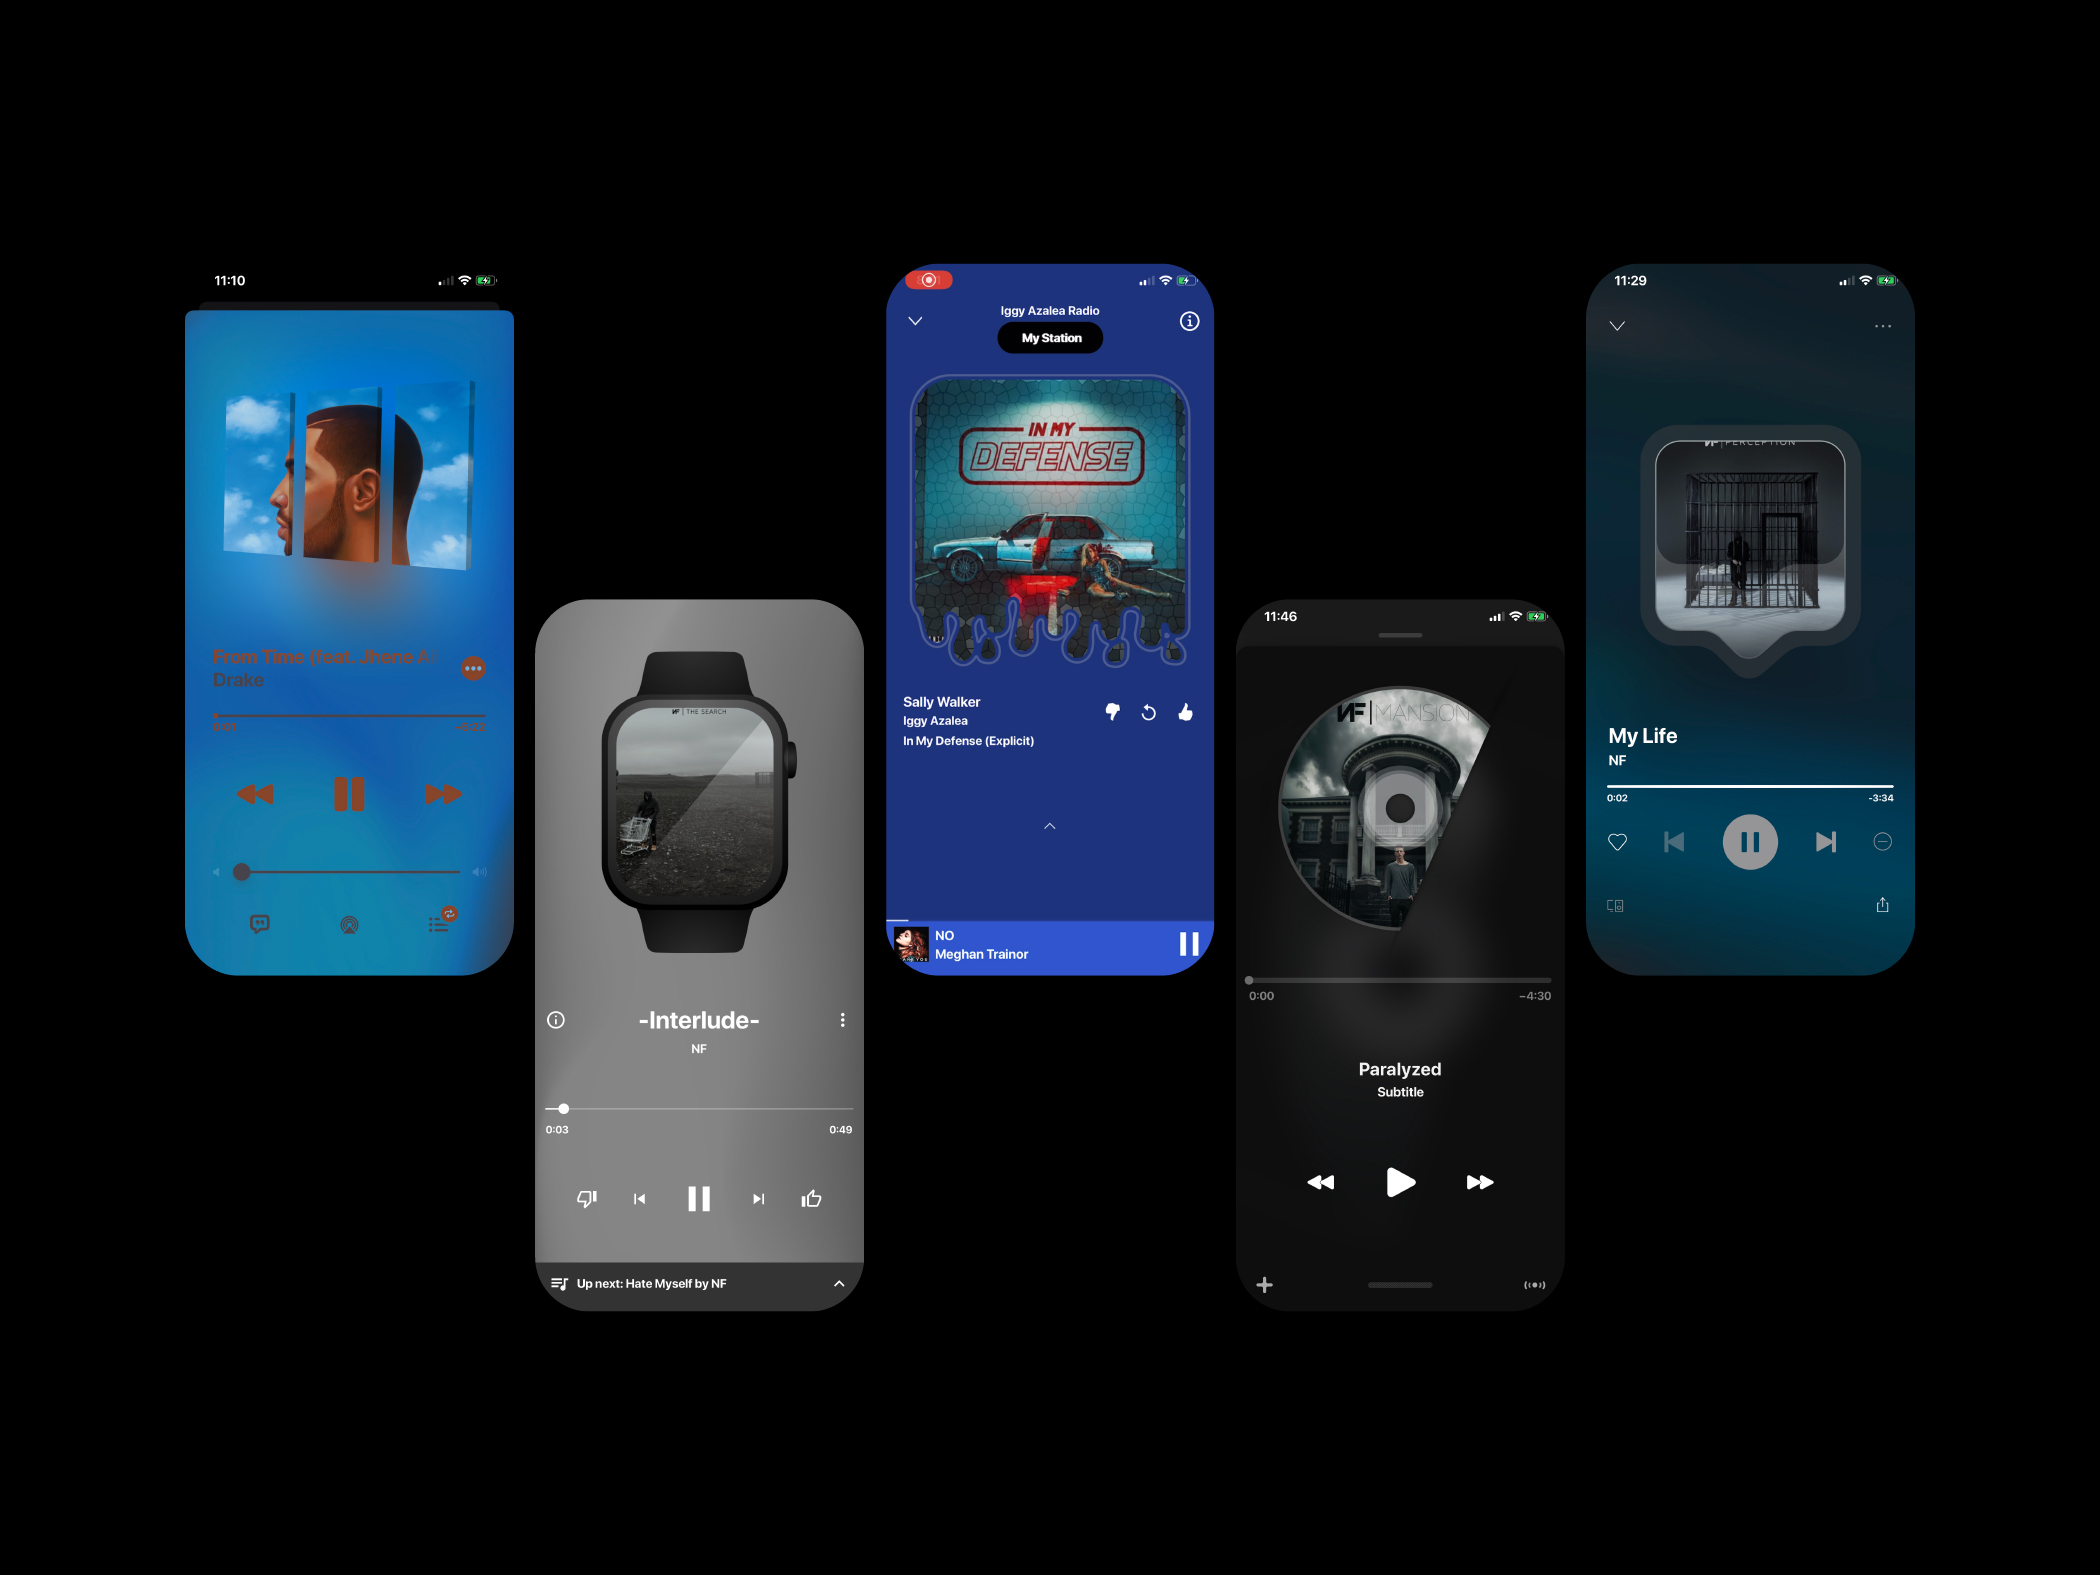 11:10
From Time (feat. Jhene A
Drake
0:01
NF | THE SEARCH
-Interlude-
NF
0:03
0:49
Up next: Hate Myself by NF
Iggy Azalea Radio
My Station
IN MY
DEFENSE
Sally Walker
Iggy Azalea
In My Defense (Explicit)
NO
Meghan Trainor
11:46
NF | MANSION
0:00
-4:30
Paralyzed
Subtitle
11:29
NF | PERCEPTION
My Life
NF
0:02
-3:34